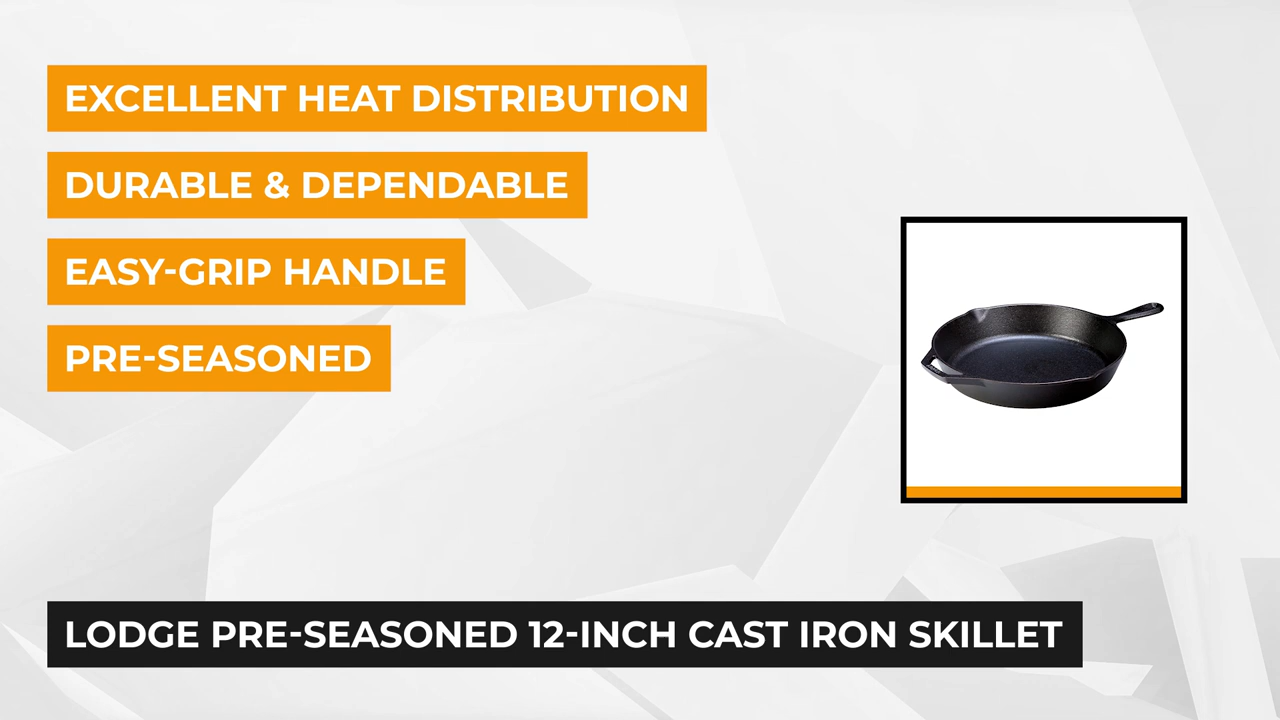 EXCELLENT HEAT DISTRIBUTION
DURABLE & DEPENDABLE
EASY-GRIP HANDLE
PRE-SEASONED
LODGE PRE-SEASONED 12-INCH CAST IRON SKILLET